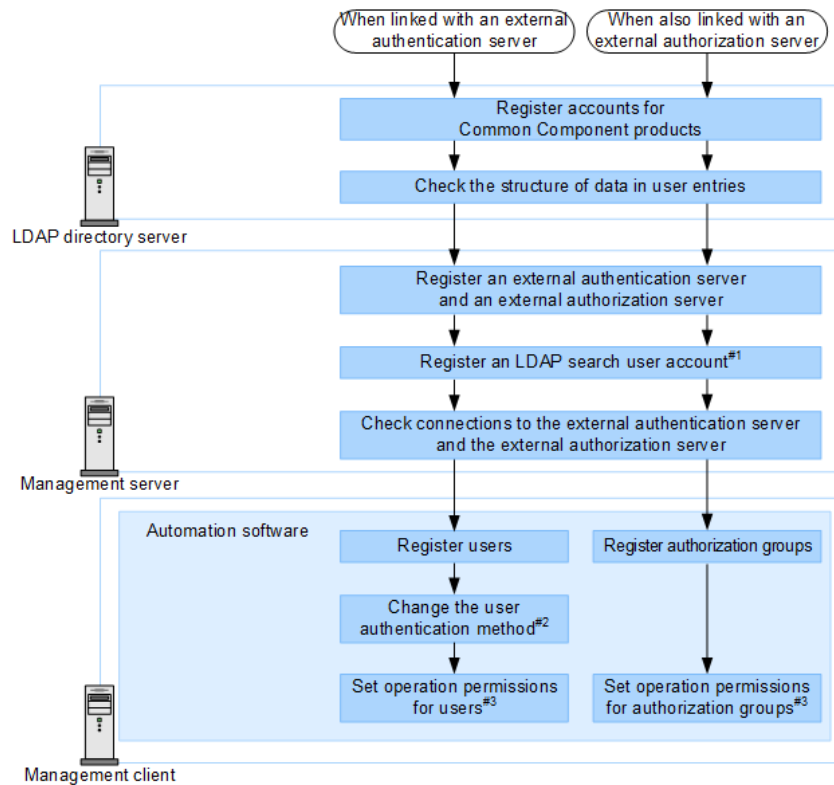 When linked with an external
authentication server
When also linked with an
external authorization server
Register accounts for
Common Component products
Check the structure of data in user entries
LDAP directory server
Register an external authentication server
and an external authorization server
Register an LDAP search user account#1
Check connections to the external authentication server
and the external authorization server
Management server
Automation software
Register users
Register authorization groups
Change the user
authentication method#2
Set operation permissions
for users#3
Set operation permissions
for authorization groups#3
Management client